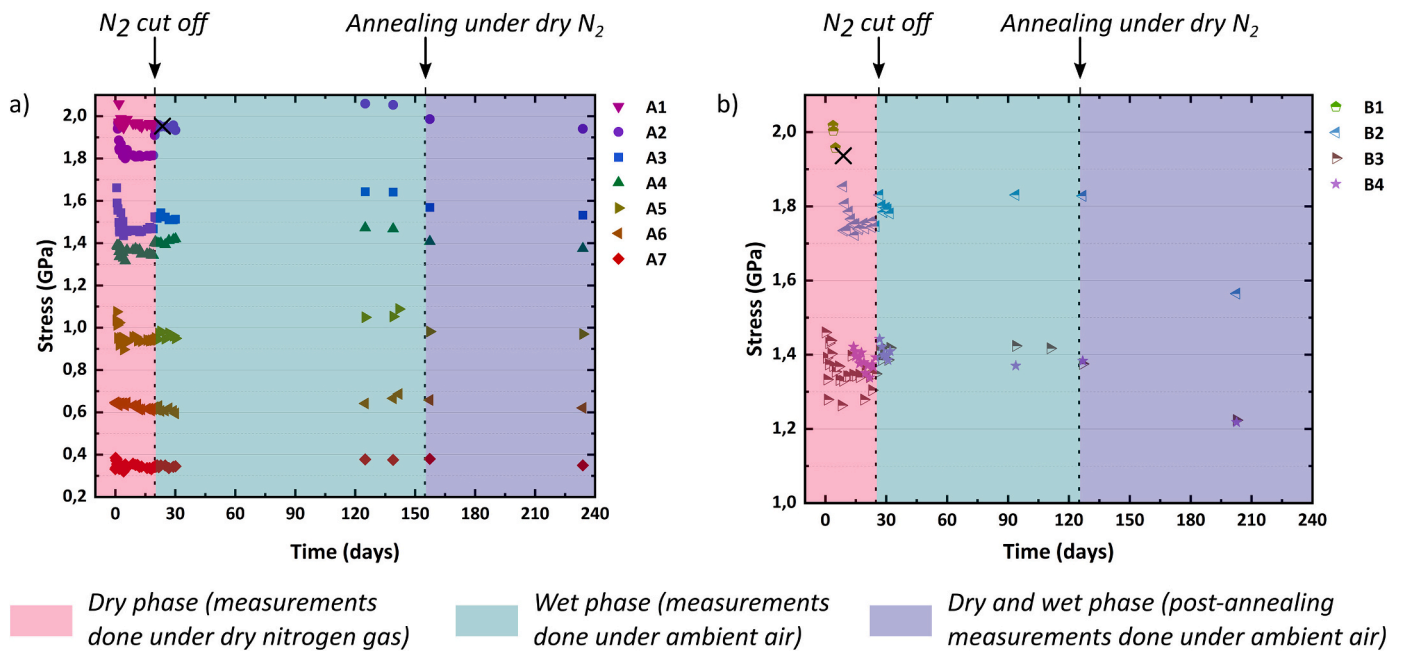 N2 cut off
Annealing under dry N2
N2 cut off
Annealing under dry N2
a)
2,0
1,8
1,6
1,4
1,2
1,0
0,8
0,6
0,4
0,2
Stress (GPa)
0
30
60
90
120
150
180
210
240
Time (days)
A1
A2
A3
A4
A5
A6
A7
b)
2,0
1,8
1,6
1,4
1,2
1,0
Stress (GPa)
0
30
60
90
120
150
180
210
240
Time (days)
B1
B2
B3
B4
Dry phase (measurements
done under dry nitrogen gas)
Wet phase (measurements
done under ambient air)
Dry and wet phase (post-annealing
measurements done under ambient air)